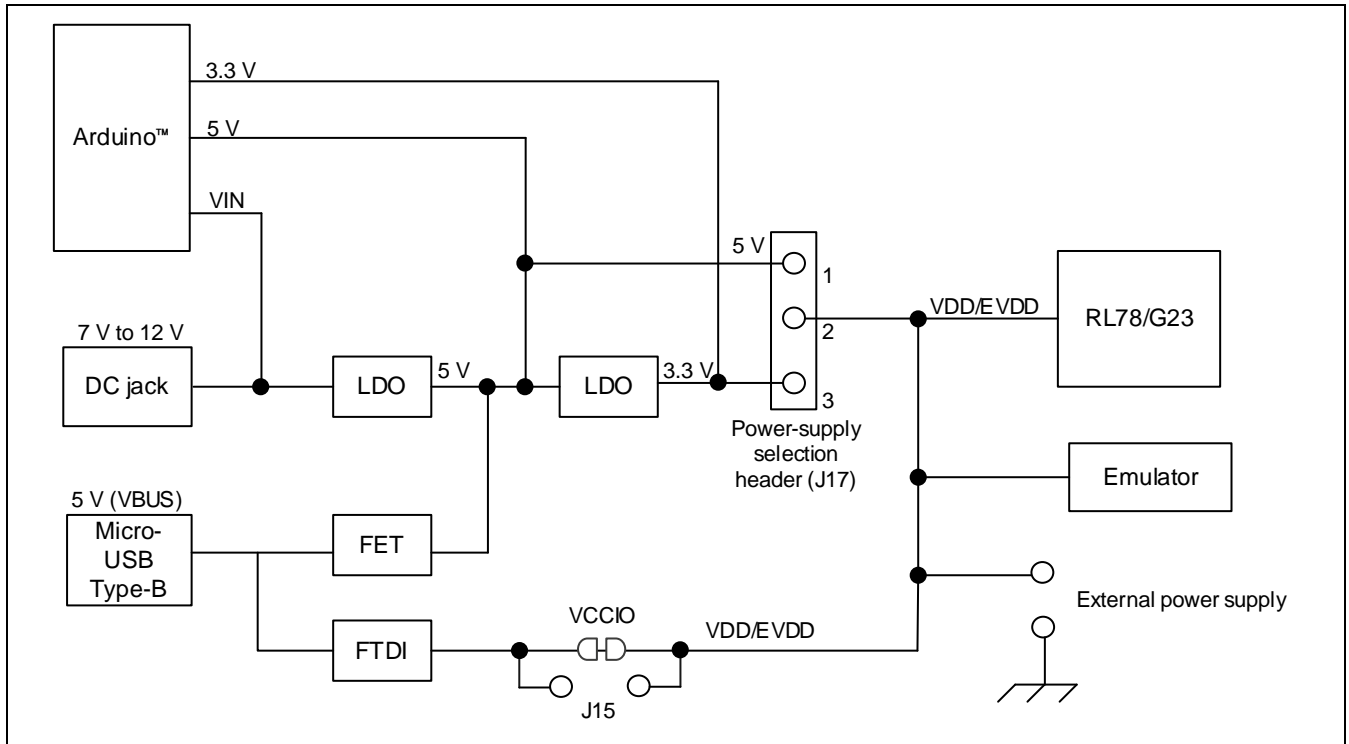 3.3 V
Arduino™
5 V
VIN
5 V
1
VDD/EVDD
RL78/G23
2
7 V to 12 V
DC jack
LDO
5 V
LDO
3.3 V
3
Power-supply
selection
header (J17)
Emulator
5 V (VBUS)
Micro-
USB
Type-B
FET
External power supply
VCCIO
VDD/EVDD
FTDI
J15